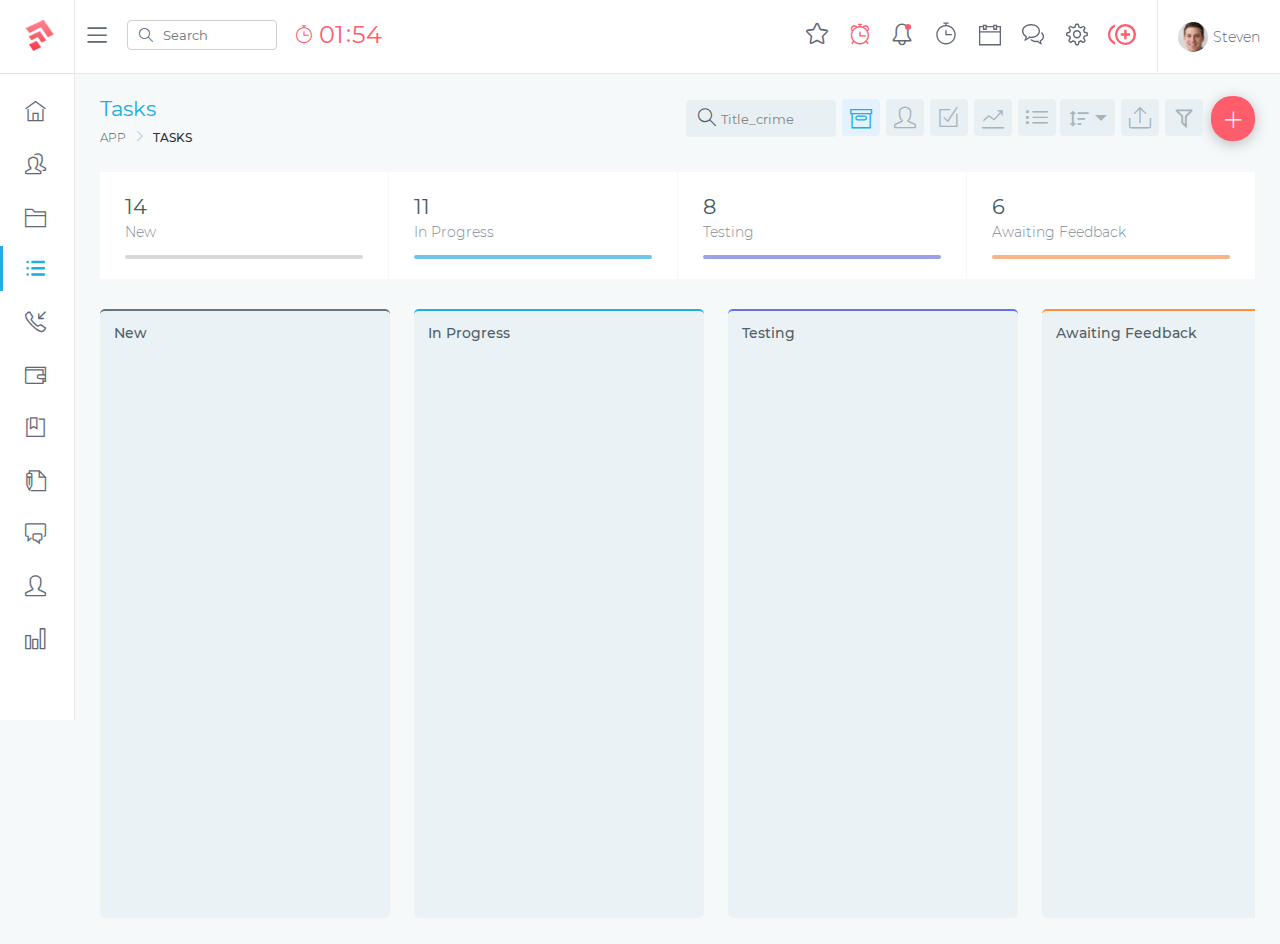 Search
01:54
Steven
Tasks
APP TASKS
Title_crime
14
New
11
In Progress
8
Testing
6
Awaiting Feedback
New
In Progress
Testing
Awaiting Feedback